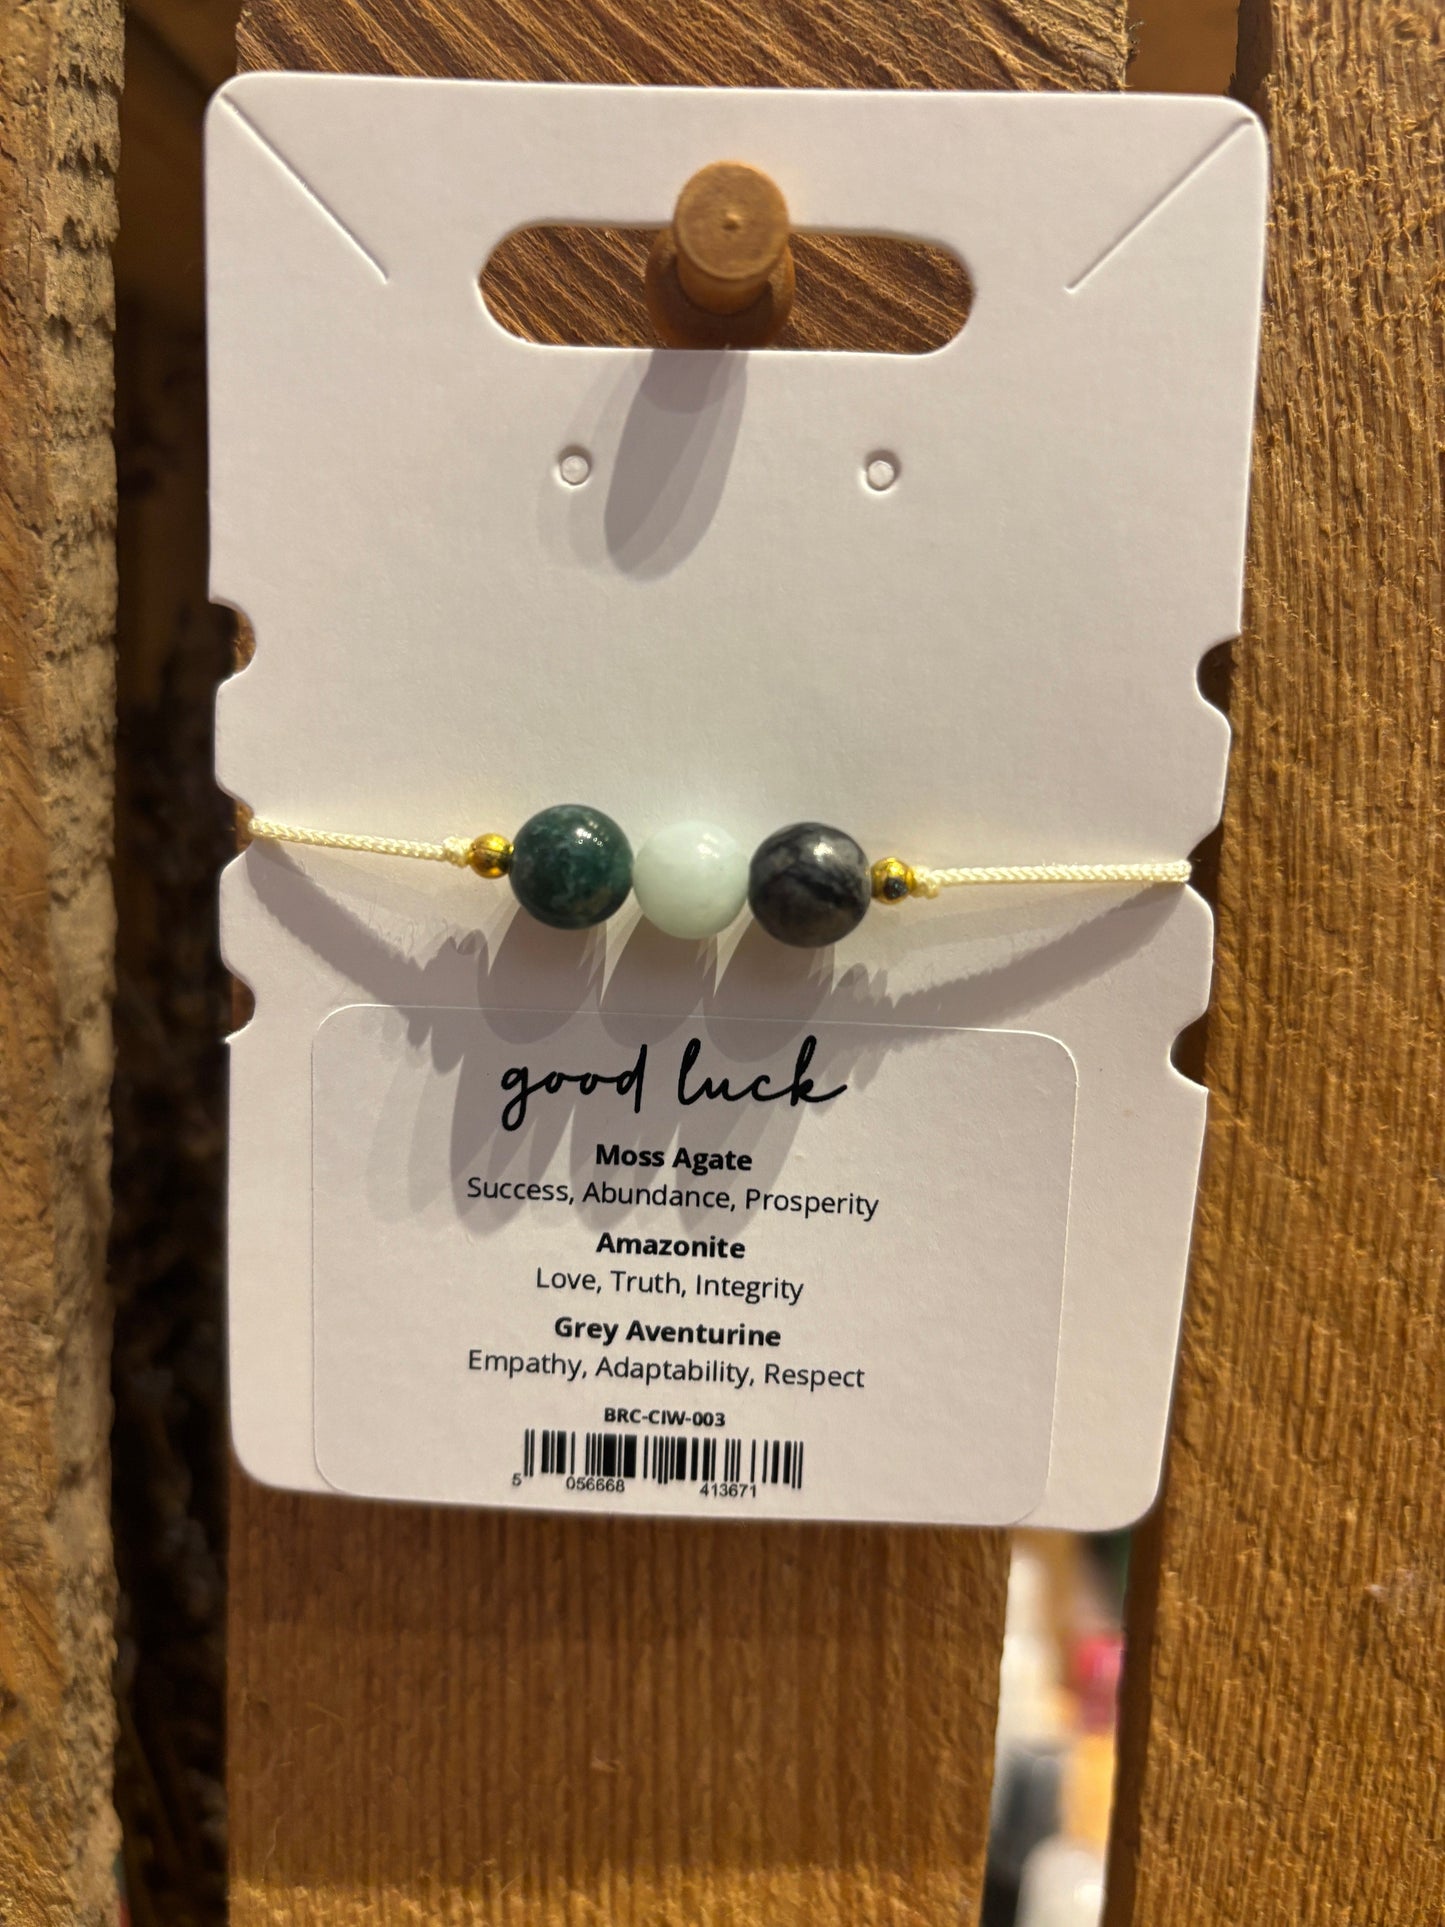 good luck
Moss Agate
Success, Abundance, Prosperity
Amazonite
Love, Truth, Integrity
Grey Aventurine
Empathy, Adaptability, Respect
BRC-CIW-003
5 056668 413671